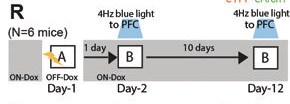 R
(N=6 mice)
4Hz blue light
to PFC
4Hz blue light
to PFC
A
1 day
B
10 days
B
ON-Dox
OFF-Dox
ON-Dox
Day-1
Day-2
Day-12